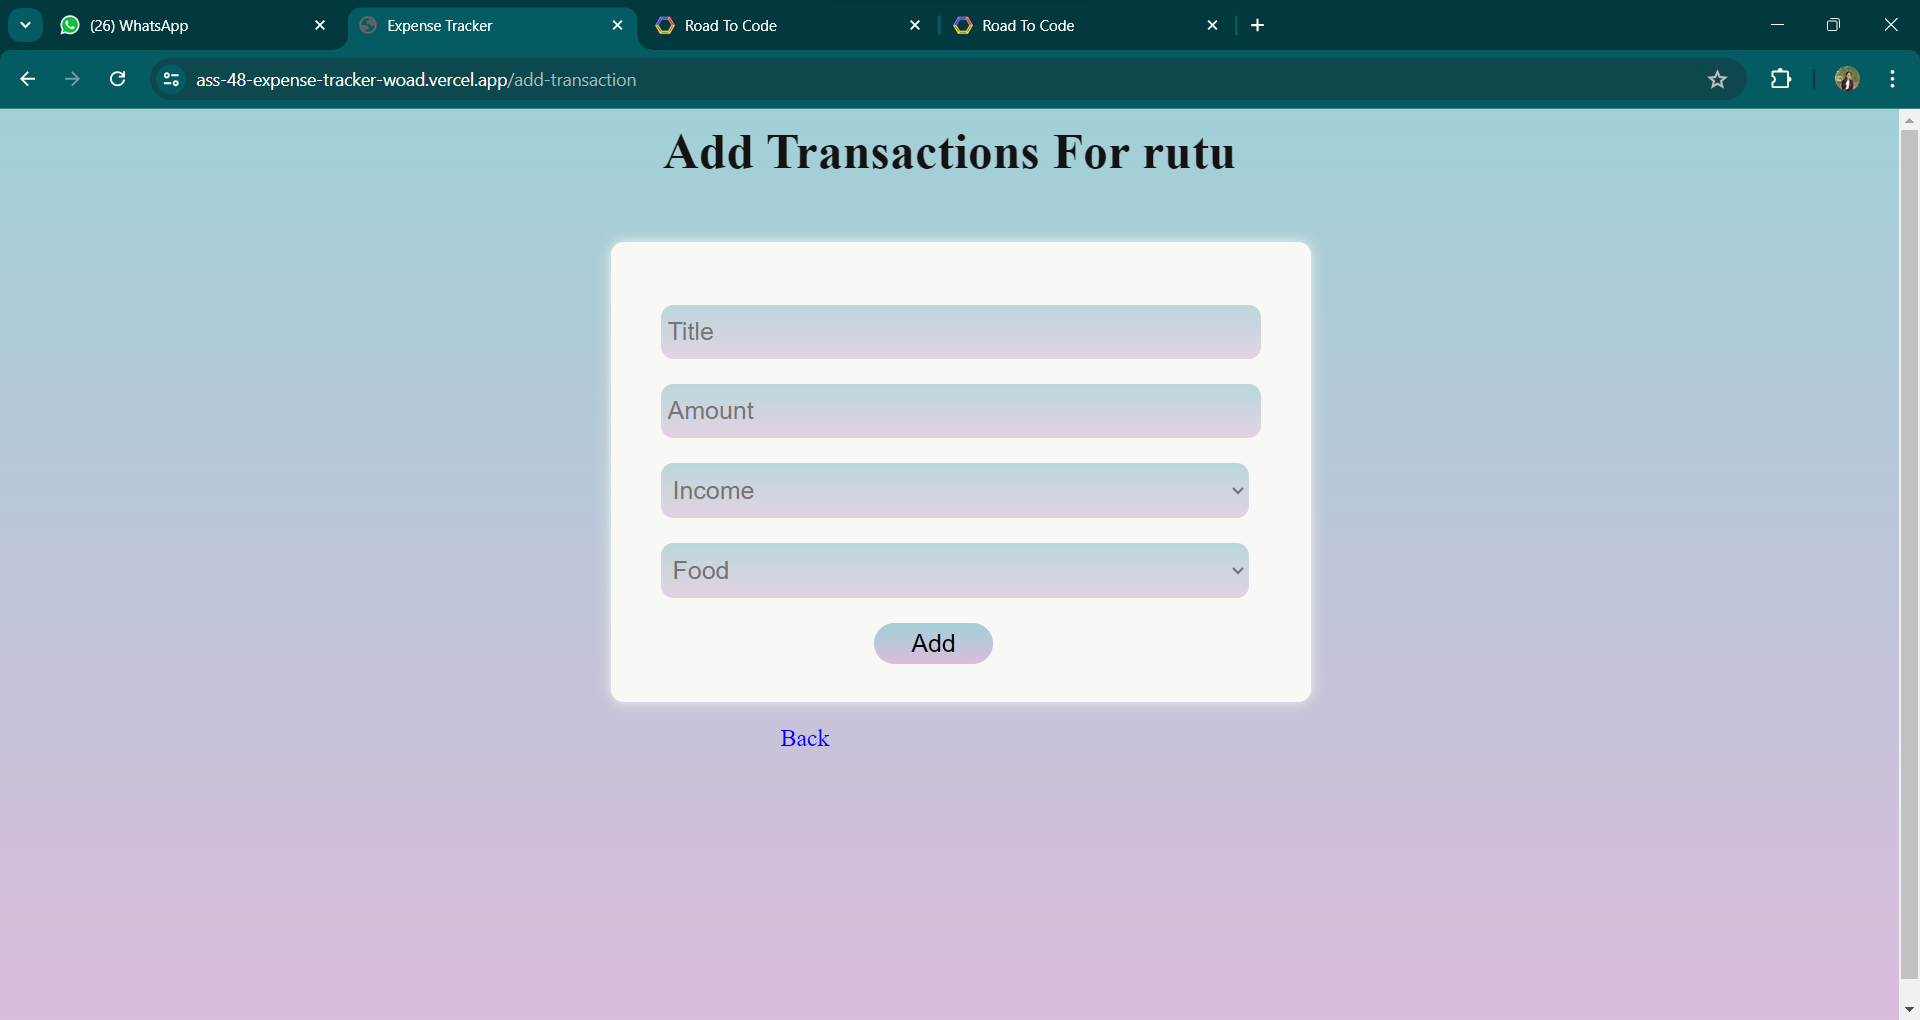 (26) WhatsApp
Expense Tracker
Road To Code
Road To Code
ass-48-expense-tracker-woad.vercel.app/add-transaction
Add Transactions For rutu
Title
Amount
Income
Food
Add
Back